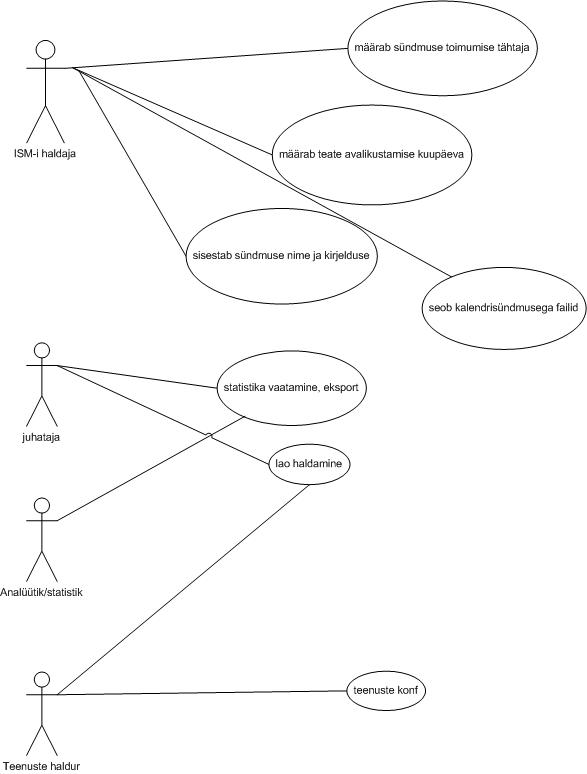 määrab sündmuse toimumise tähtaja
ISM-i haldaja
määrab teate avalikustamise kuupäeva
sisestab sündmuse nime ja kirjelduse
seob kalendrisündmusega failid
statistika vaatamine, eksport
juhataja
lao haldamine
Analüütik/statistik
teenuste konf
Teenuste haldur